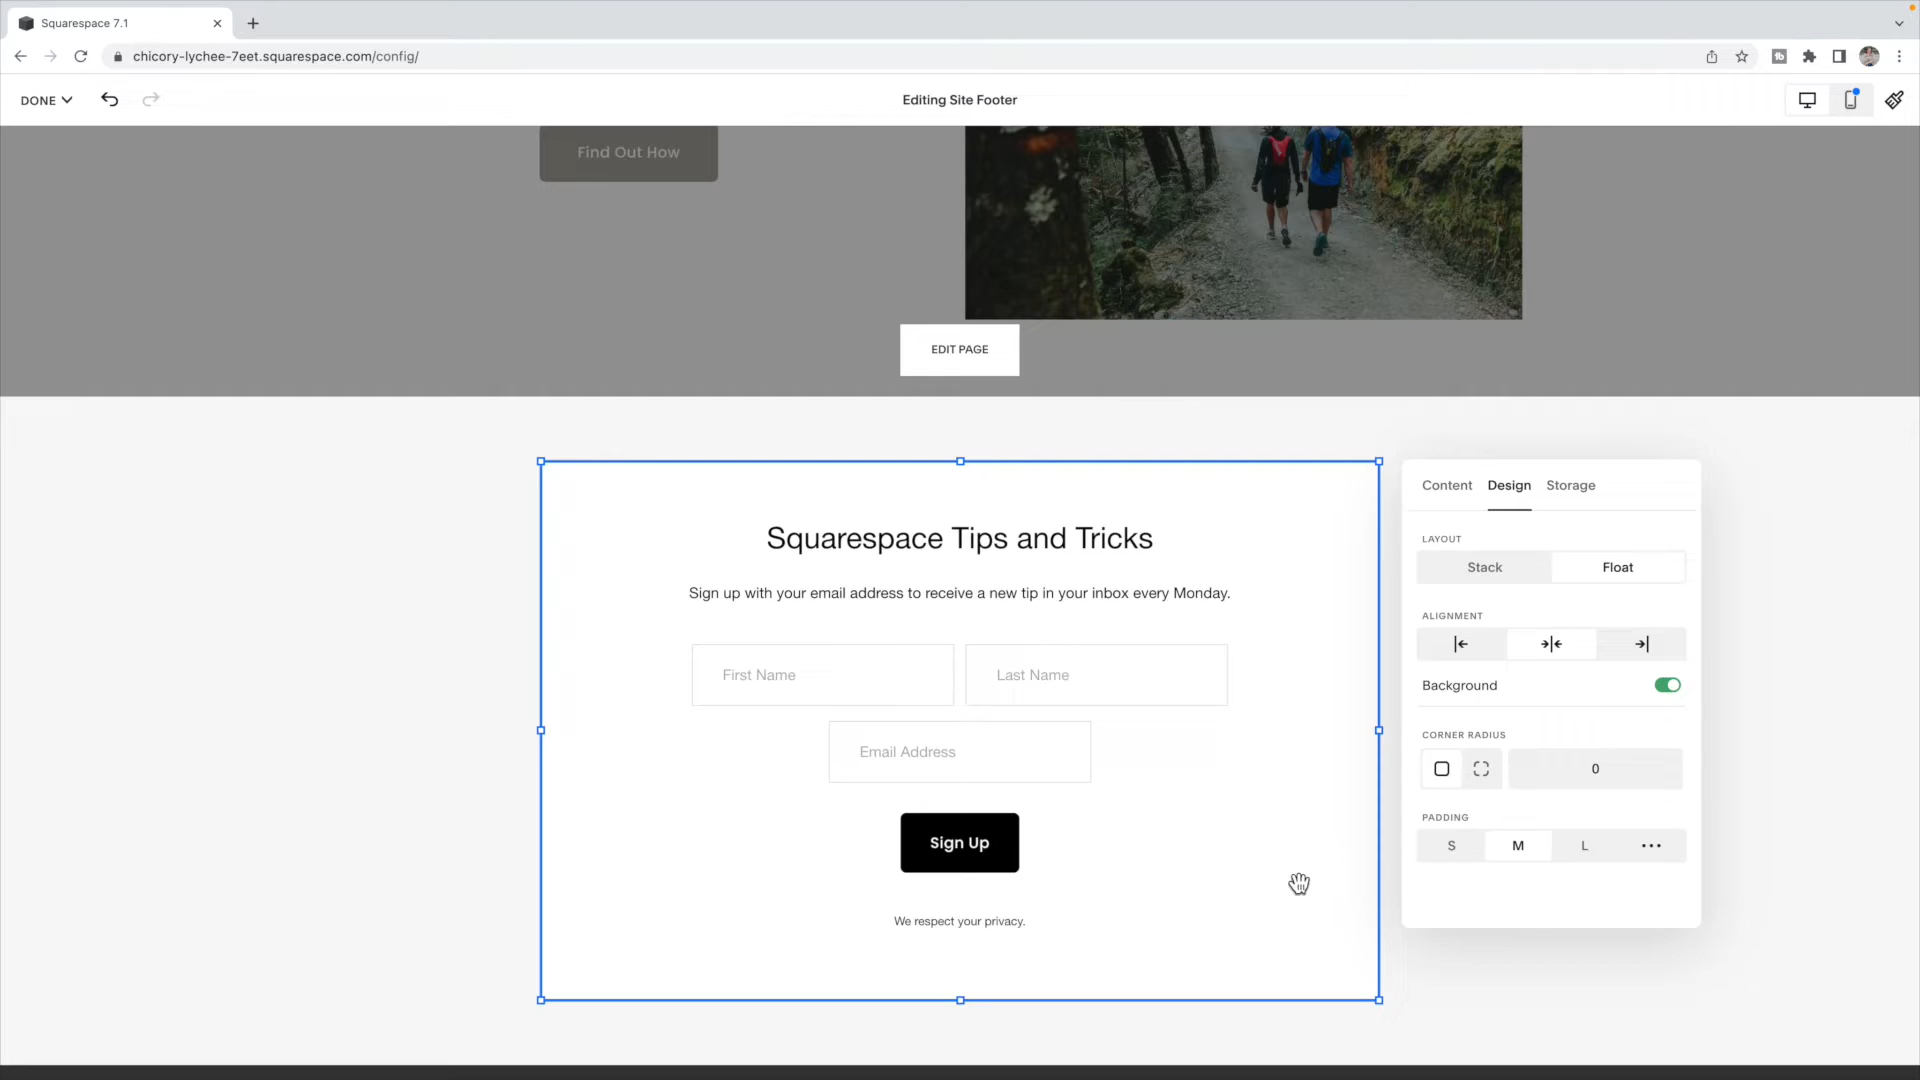 Squarespace 7.1
chicory-lychee-7eet.squarespace.com/config/
DONE
Editing Site Footer
Find Out How
EDIT PAGE
Squarespace Tips and Tricks
Sign up with your email address to receive a new tip in your inbox every Monday.
First Name
Last Name
Email Address
Sign Up
We respect your privacy.
Content Design Storage
LAYOUT
Stack Float
ALIGNMENT
Background
CORNER RADIUS
0
PADDING
S M L